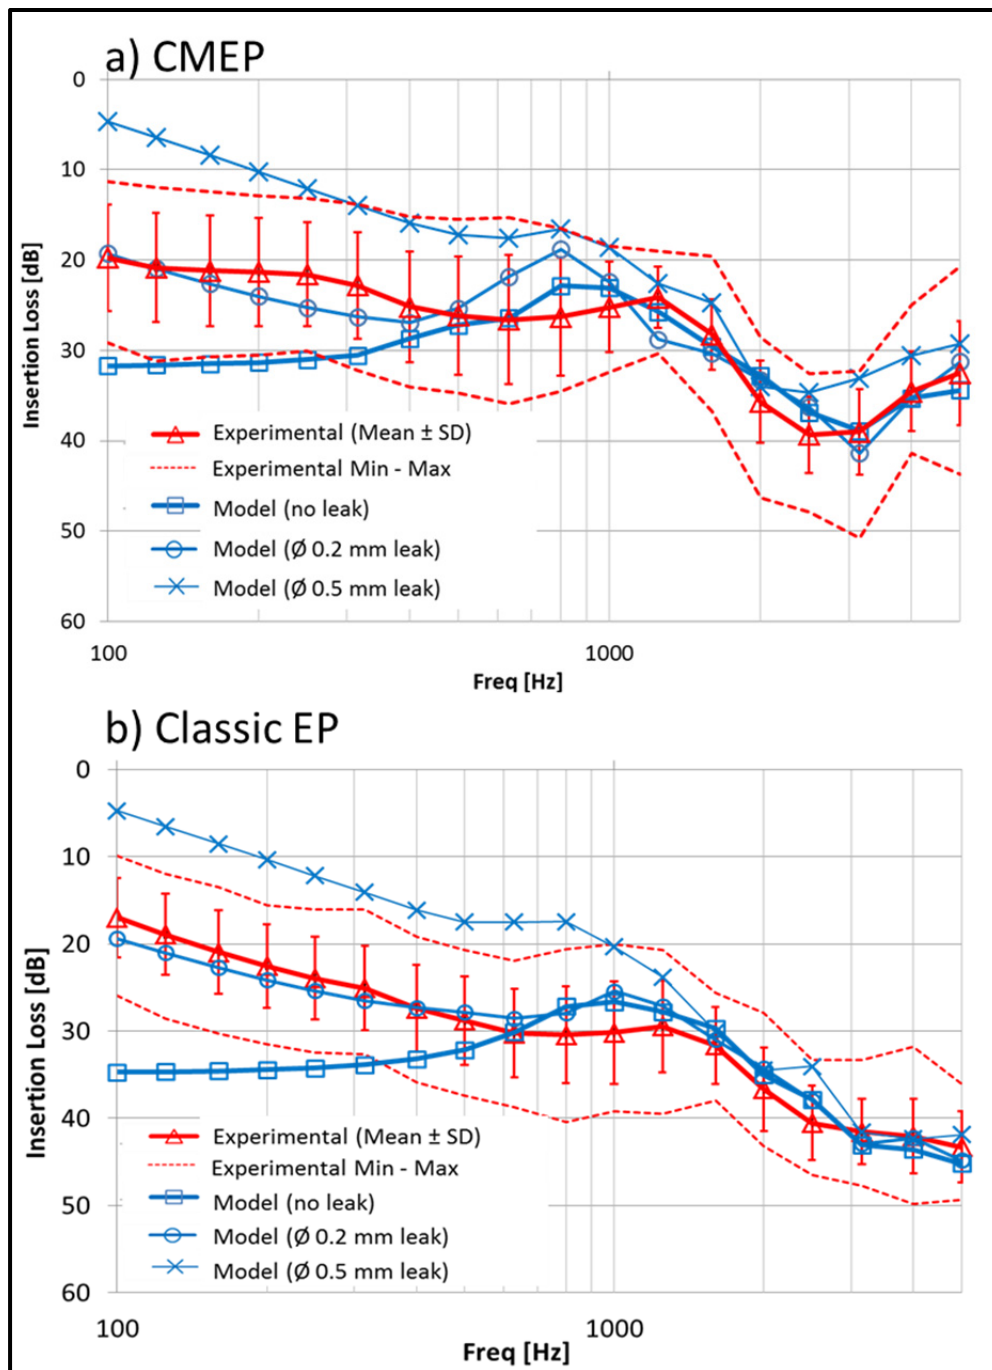 a) CMEP
0
10
20
30
40
50
60
Insertion Loss [dB]
Experimental (Mean ± SD)
Experimental Min - Max
Model (no leak)
Model (Ø 0.2 mm leak)
Model (Ø 0.5 mm leak)
100
1000
Freq [Hz]
b) Classic EP
0
10
20
30
40
50
60
Insertion Loss [dB]
Experimental (Mean ± SD)
Experimental Min - Max
Model (no leak)
Model (Ø 0.2 mm leak)
Model (Ø 0.5 mm leak)
100
1000
Freq [Hz]